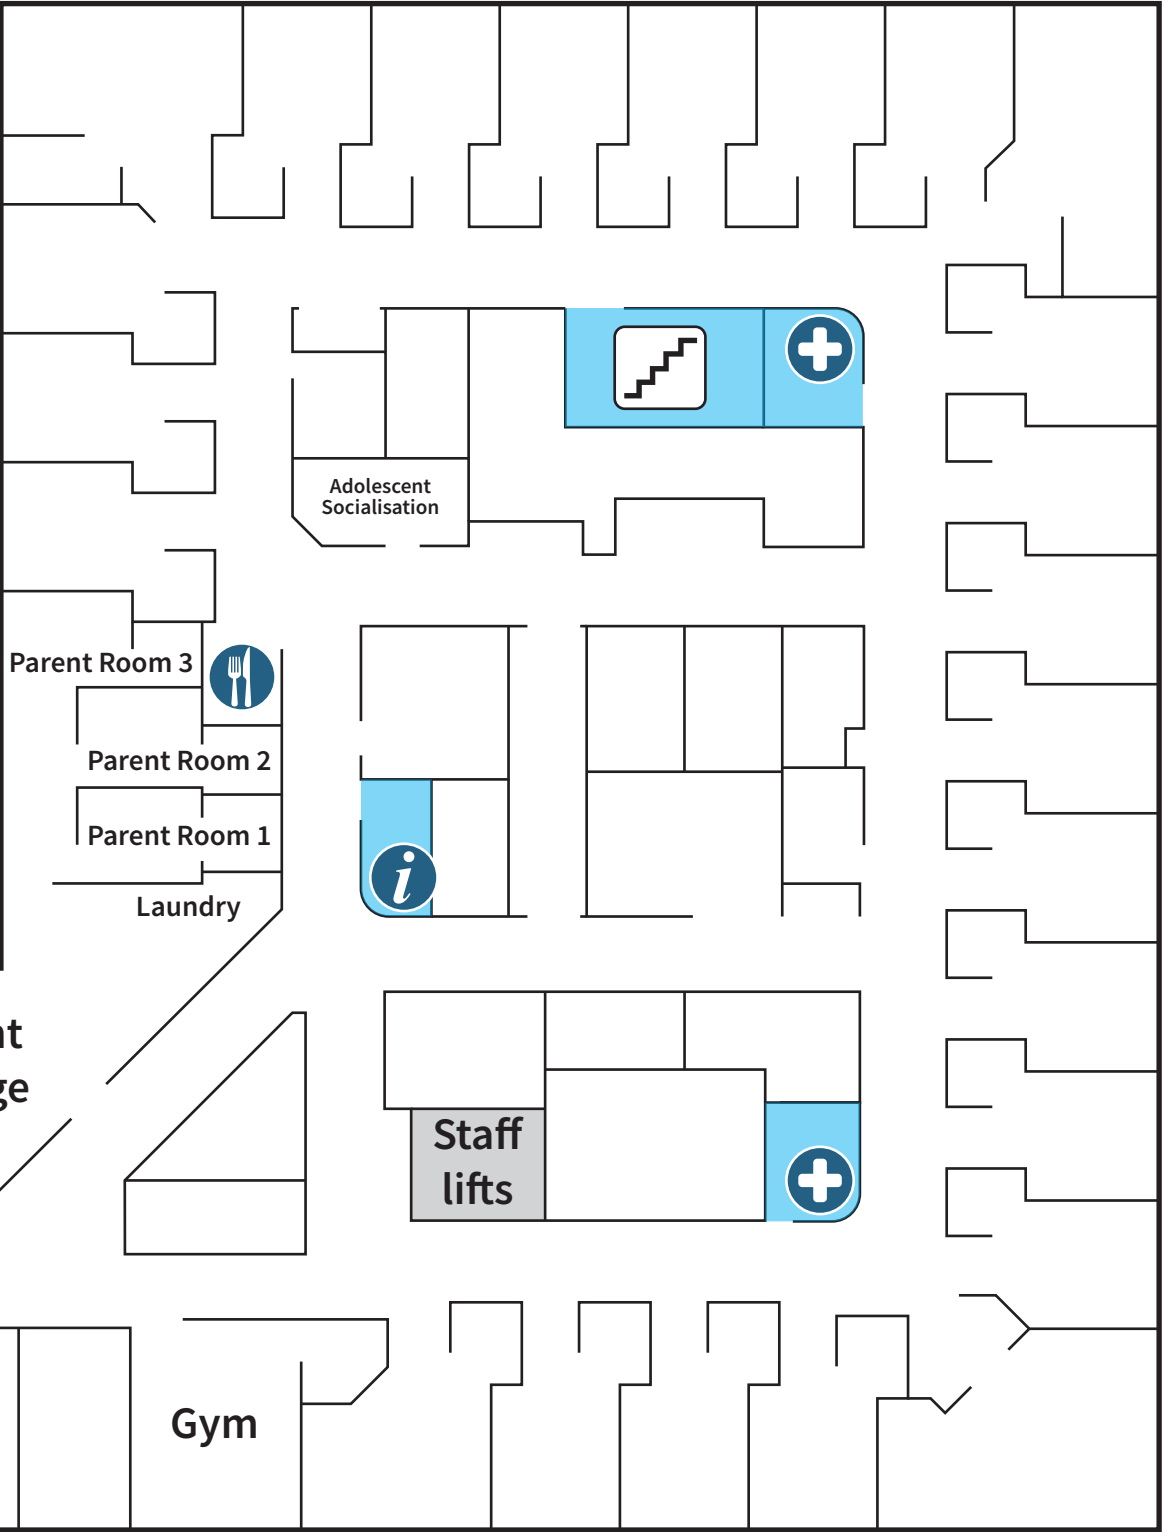 Adolescent
Socialisation
Parent Room 3
Parent Room 2
Parent Room 1
Laundry
i
Staff
lifts
Gym